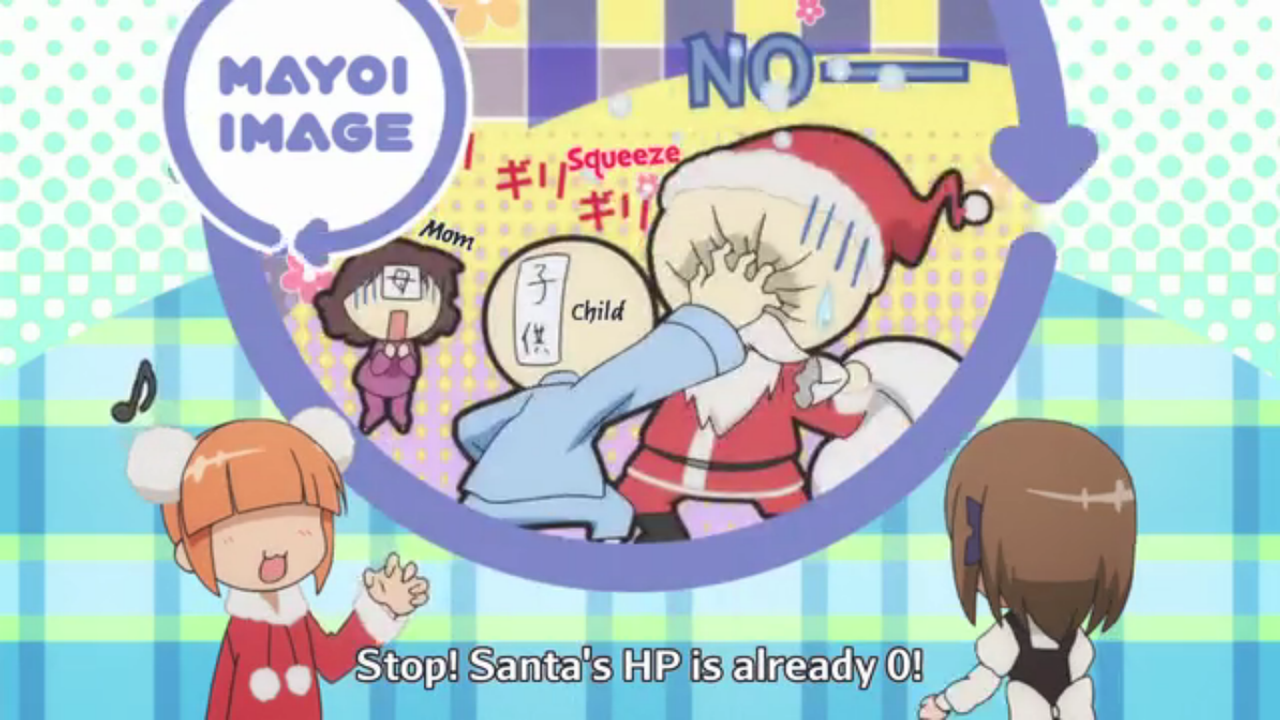 MAYOI
IMAGE
NO
ギリ
Squeeze
ギリ
Mom
母
子供
Child
Stop! Santa's HP is already 0!